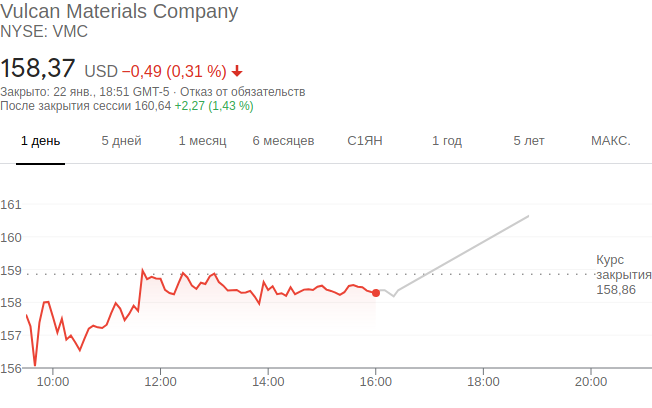 Vulcan Materials Company
NYSE: VMC
158,37 USD −0,49 (0,31 %)
Закрыто: 22 янв., 18:51 GMT-5 · Отказ от обязательств
После закрытия сессии 160,64 +2,27 (1,43 %)
1 день 5 дней 1 месяц 6 месяцев С1ЯН 1 год 5 лет МАКС.
161
160
159
158
157
156
Курс
закрытия
158,86
10:00 12:00 14:00 16:00 18:00 20:00